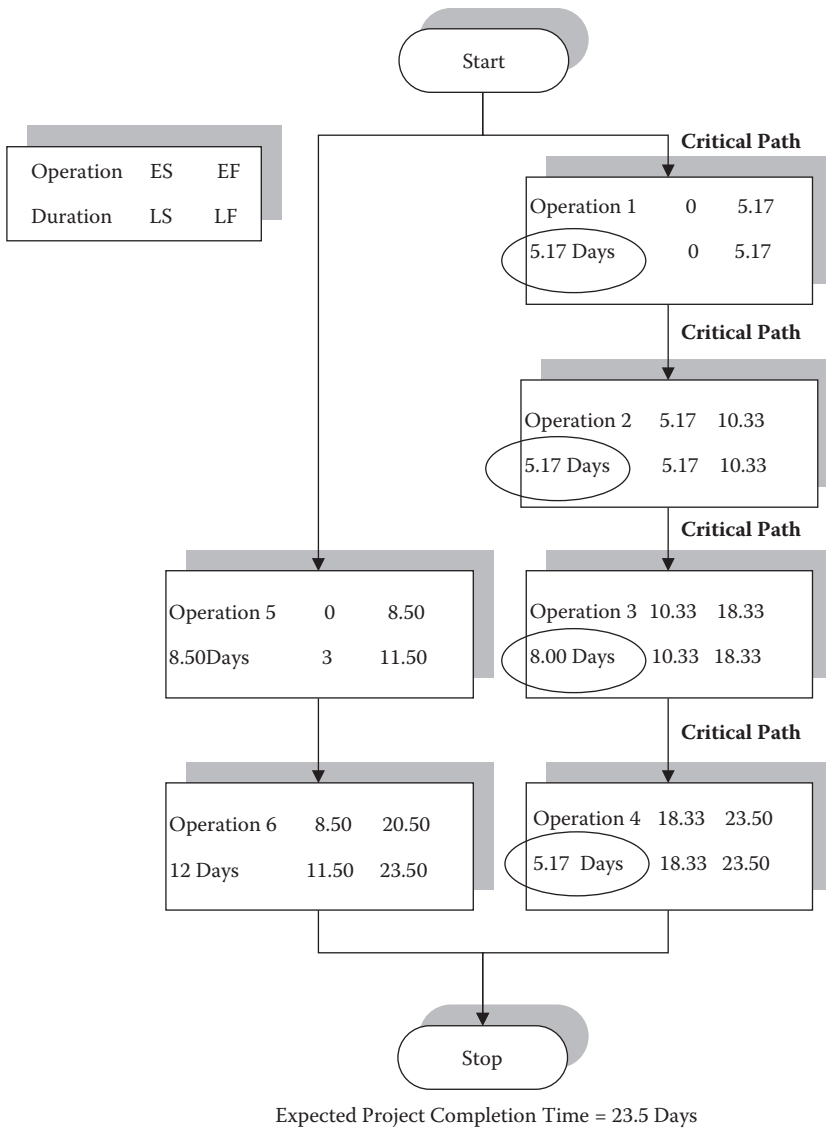 Start
Operation ES EF
Duration LS LF
Critical Path
Operation 1 0 5.17
5.17 Days 0 5.17
Critical Path
Operation 2 5.17 10.33
5.17 Days 5.17 10.33
Critical Path
Operation 5 0 8.50
8.50Days 3 11.50
Operation 3 10.33 18.33
8.00 Days 10.33 18.33
Critical Path
Operation 6 8.50 20.50
12 Days 11.50 23.50
Operation 4 18.33 23.50
5.17 Days 18.33 23.50
Stop
Expected Project Completion Time = 23.5 Days